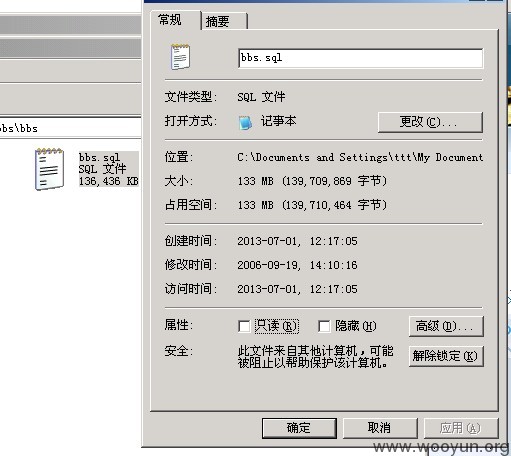 常规
摘要
bbs.sql
文件类型: SQL 文件
打开方式: 记事本
更改(C)...
位置: C:\Documents and Settings\ttt\My Document
大小: 133 MB (139,709,869 字节)
占用空间: 133 MB (139,710,464 字节)
创建时间: 2013-07-01, 12:17:05
修改时间: 2006-09-19, 14:10:16
访问时间: 2013-07-01, 12:17:05
属性: 只读(R) 隐藏(H) 高级(D)...
安全: 此文件来自其他计算机,可能
被阻止以帮助保护该计算机。
解除锁定(K)
确定
取消
应用(A)
bs\bbs
bbs.sql
SQL 文件
136,436 KB
www.wooyun.org